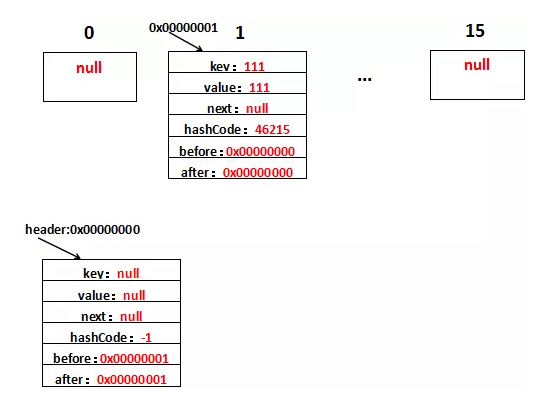 0x00000001
0 1 15
null
key：111
value：111
next：null
hashCode：46215
before：0x00000000
after：0x00000000
...
null
header:0x00000000
key：null
value：null
next：null
hashCode：-1
before:0x00000001
after：0x00000001